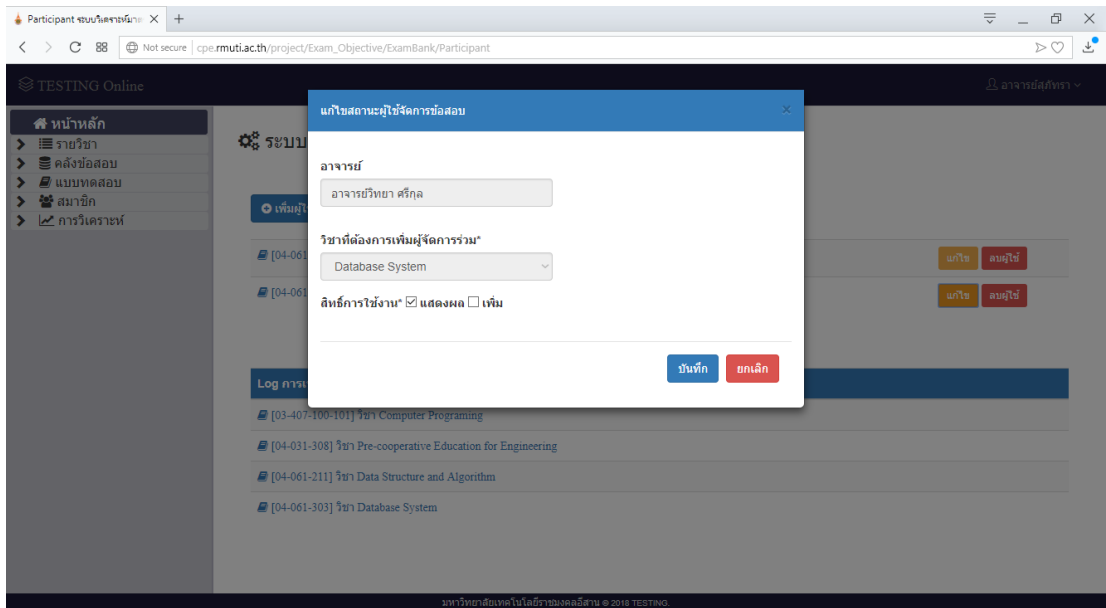 Participant ระบบวิเคราะห์มาต
Not secure cpe.rmuti.ac.th/project/Exam_Objective/ExamBank/Participant
TESTING Online
อาจารย์สุภัทรา
แก้ไขสถานะผู้ใช้จัดการข้อสอบ
×
หน้าหลัก
รายวิชา
คลังข้อสอบ
แบบทดสอบ
สมาชิก
การวิเคราะห์
ระบบ
อาจารย์
อาจารย์วิทยา ศรีกุล
เพิ่มผู้ใ
วิชาที่ต้องการเพิ่มผู้จัดการร่วม*
Database System
[04-061
แก้ไข ลบผู้ใช้
[04-061
แก้ไข ลบผู้ใช้
สิทธิ์การใช้งาน* แสดงผล เพิ่ม
บันทึก ยกเลิก
Log การเ
[03-407-100-101] วิชา Computer Programing
[04-031-308] วิชา Pre-cooperative Education for Engineering
[04-061-211] วิชา Data Structure and Algorithm
[04-061-303] วิชา Database System
มหาวิทยาลัยเทคโนโลยีราชมงคลอีสาน © 2018 TESTING.